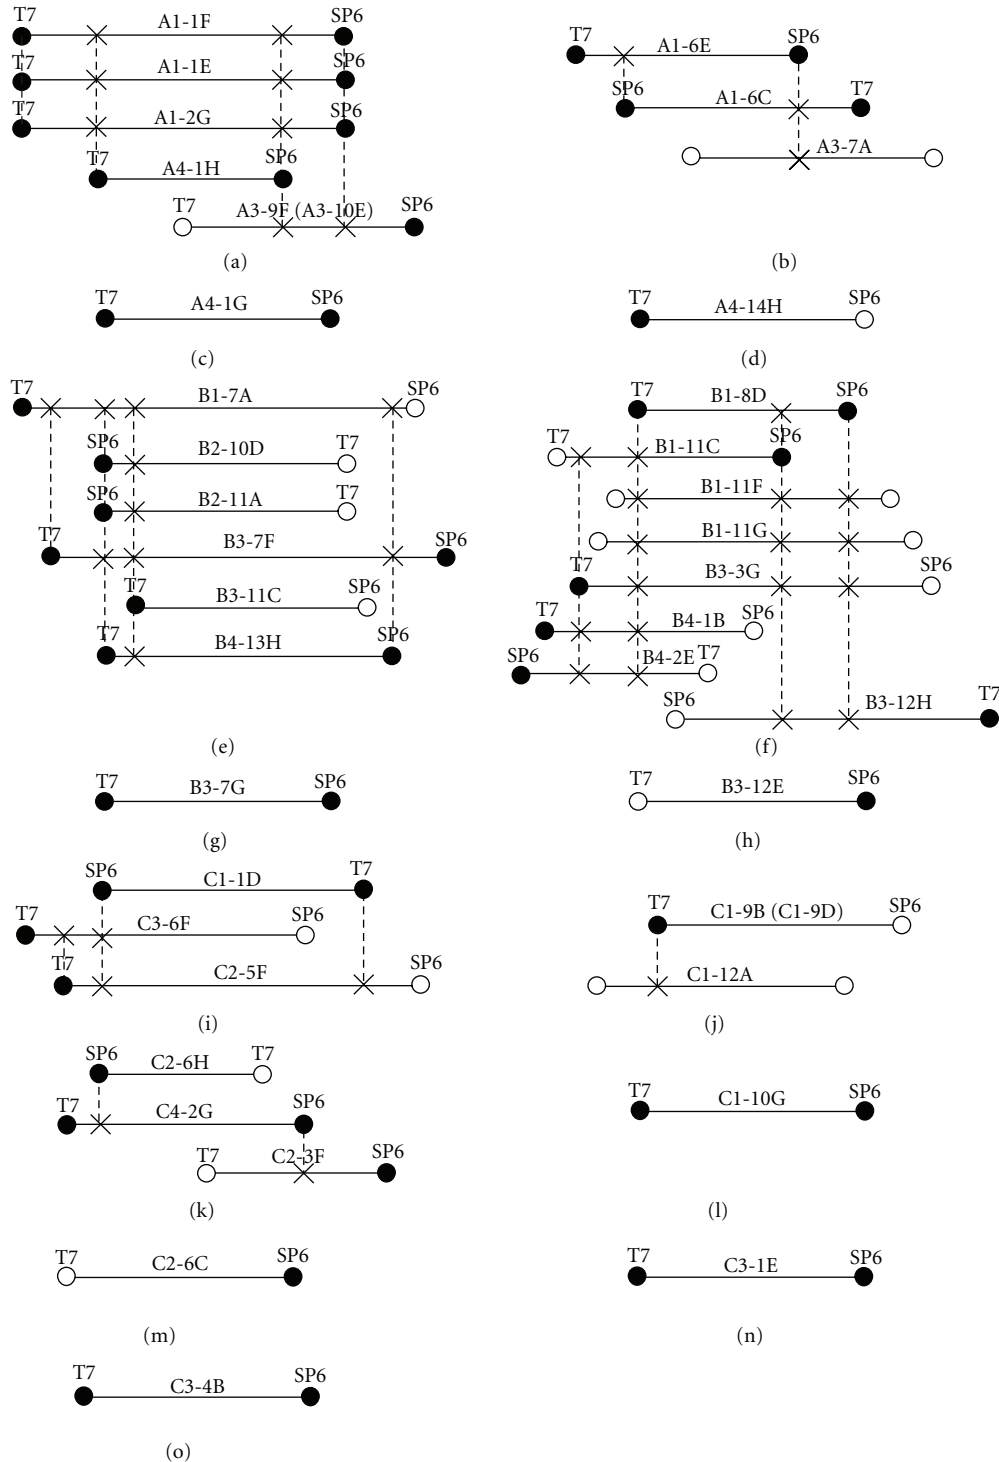 T7 A1-1F SP6
T7 A1-1E SP6
T7 A1-2G SP6
T7 A4-1H SP6
T7 A3-9F (A3-10E) SP6
(a)
T7 A1-6E SP6
SP6 A1-6C T7
A3-7A
(b)
T7 A4-1G SP6
(c)
T7 A4-14H SP6
(d)
T7 B1-7A SP6
SP6 B2-10D T7
SP6 B2-11A T7
T7 B3-7F SP6
T7 B3-11C SP6
T7 B4-13H SP6
(e)
T7 B1-8D SP6
T7 B1-11C SP6
B1-11F
B1-11G
T7 B3-3G SP6
T7 B4-1B SP6
SP6 B4-2E T7
SP6 B3-12H T7
(f)
T7 B3-7G SP6
(g)
T7 B3-12E SP6
(h)
SP6 C1-1D T7
T7 C3-6F SP6
T7 C2-5F SP6
(i)
T7 C1-9B (C1-9D) SP6
C1-12A
(j)
SP6 C2-6H T7
T7 C4-2G SP6
T7 C2-3F SP6
(k)
T7 C1-10G SP6
(l)
T7 C2-6C SP6
(m)
T7 C3-1E SP6
(n)
T7 C3-4B SP6
(o)